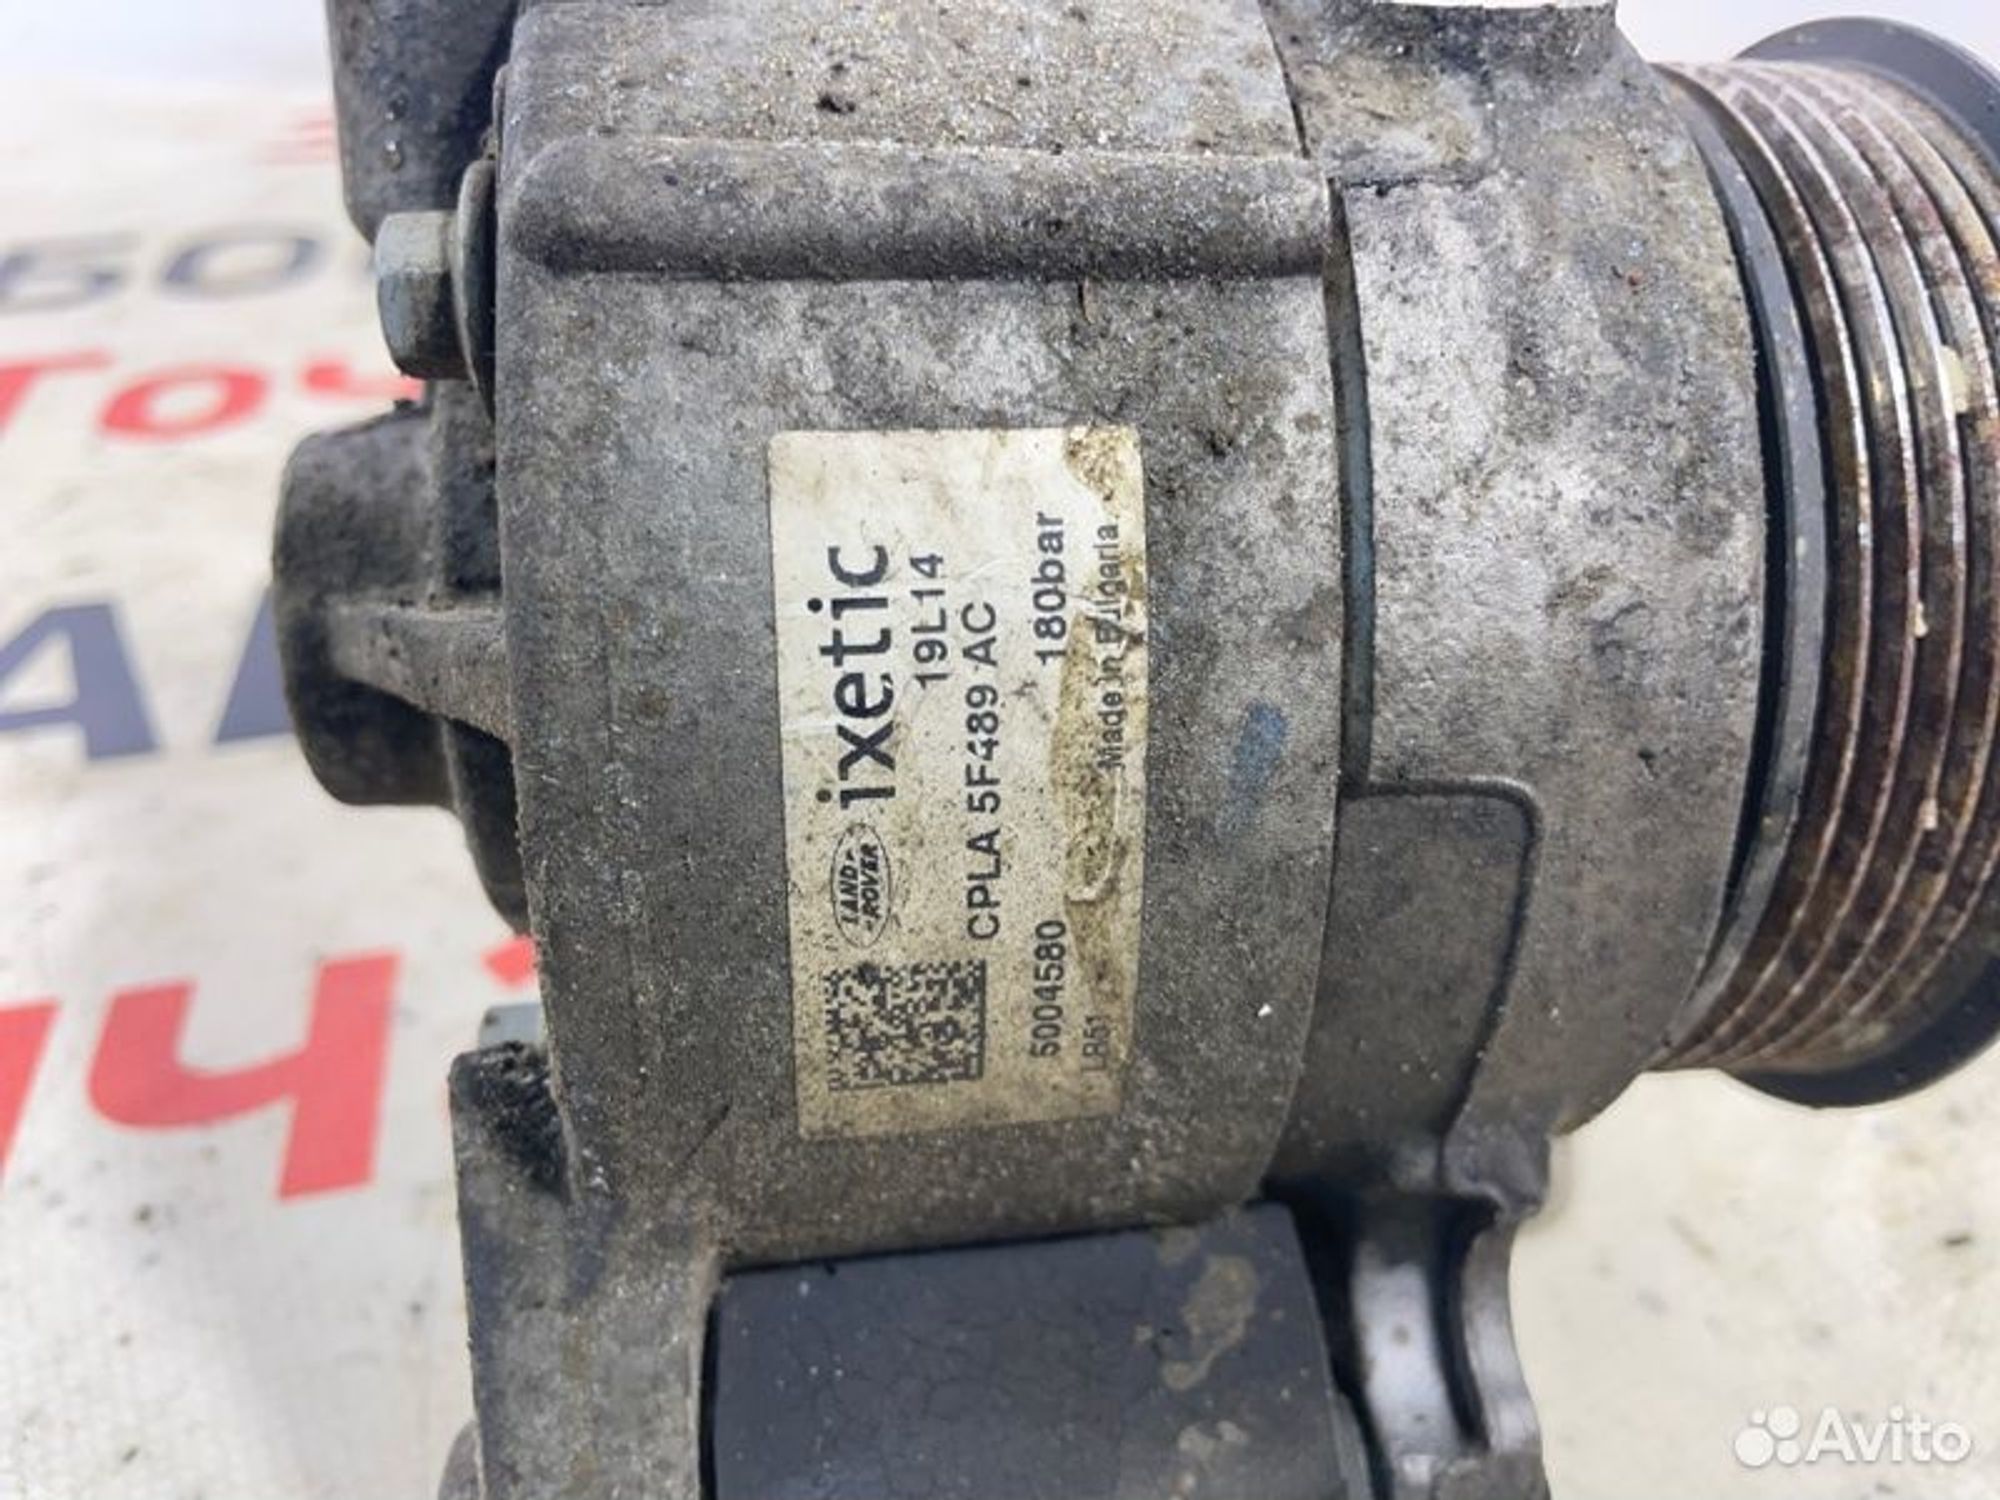 ixetic
19L14
LAND
ROVER
CPLA 5F489 AC
5004580
180bar
LR51
Made in Bulgaria
Avito